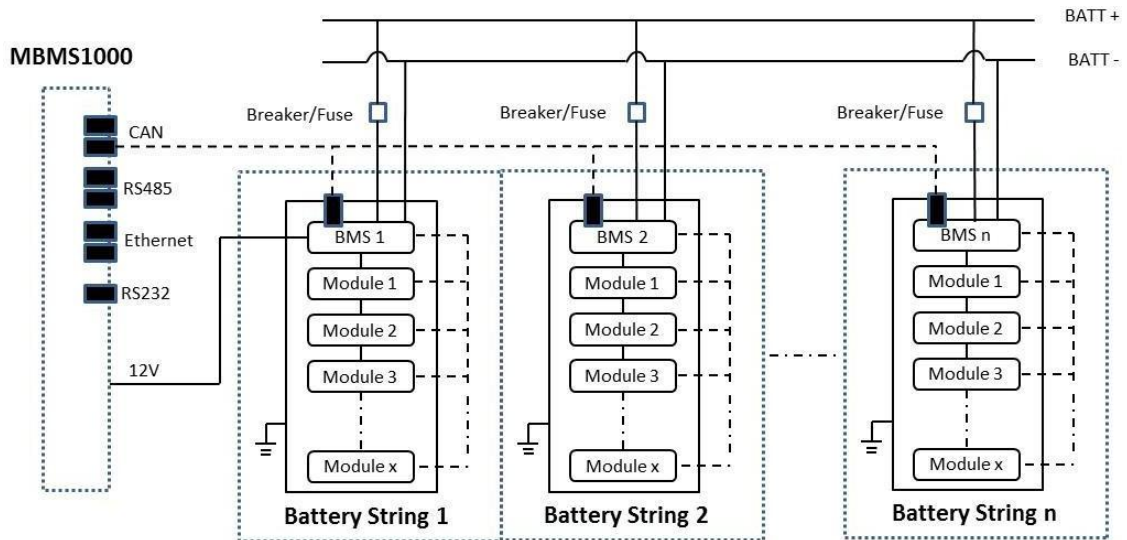 BATT +
MBMS1000
BATT -
Breaker/Fuse
Breaker/Fuse
Breaker/Fuse
CAN
RS485
Ethernet
RS232
12V
BMS 1
Module 1
Module 2
Module 3
Module x
Battery String 1
BMS 2
Module 1
Module 2
Module 3
Module x
Battery String 2
BMS n
Module 1
Module 2
Module 3
Module x
Battery String n